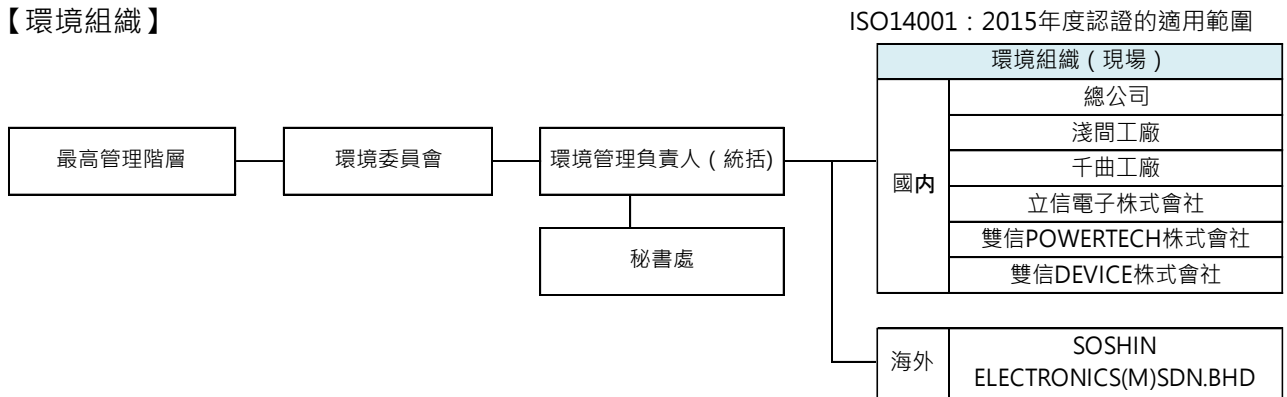 【環境組織】
ISO14001：2015年度認證的適用範圍
環境組織（現場）
國内
總公司
淺間工廠
千曲工廠
立信電子株式會社
雙信POWERTECH株式會社
雙信DEVICE株式會社
最高管理階層
環境委員會
環境管理負責人（統括)
秘書處
海外
SOSHIN
ELECTRONICS(M)SDN.BHD